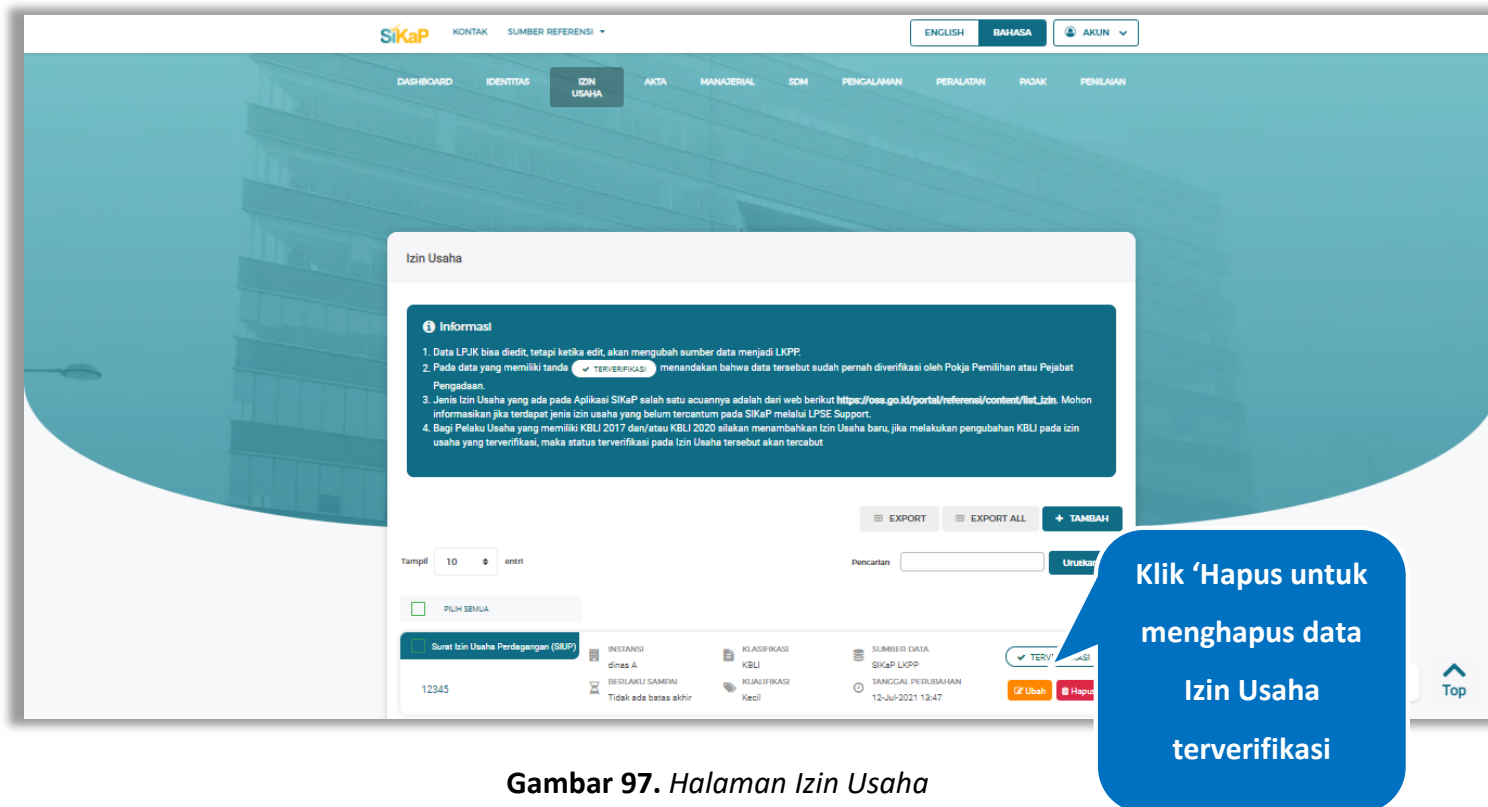 SiKaP KONTAK SUMBER REFERENSI ENGLISH BAHASA AKUN
DASHBOARD IDENTITAS IZIN USAHA AKTA MANAJERIAL SDM PENGALAMAN PERALATAN PAJAK PENILAIAN
Izin Usaha
Informasi
1. Data LPJK bisa diedit, tetapi ketika edit, akan mengubah sumber data menjadi LKPP.
2. Pada data yang memiliki tanda TERVERIFIKASI menandakan bahwa data tersebut sudah pernah diverifikasi oleh Pokja Pemilihan atau Pejabat
Pengadaan.
3. Jenis Izin Usaha yang ada pada Aplikasi SIKaP salah satu acuannya adalah dari web berikut https://oss.go.id/portal/referensi/content/list_izin. Mohon
informasikan jika terdapat jenis izin usaha yang belum tercantum pada SIKaP melalui LPSE Support.
4. Bagi Pelaku Usaha yang memiliki KBLI 2017 dan/atau KBLI 2020 silakan menambahkan Izin Usaha baru, jika melakukan pengubahan KBLI pada izin
usaha yang terverifikasi, maka status terverifikasi pada Izin Usaha tersebut akan tercabut
EXPORT EXPORT ALL + TAMBAH
Tampil 10 entri Pencarian
PILIH SEMUA
Surat Izin Usaha Perdagangan (SIUP) INSTANSI KLASIFIKASI SUMBER DATA
dinas A KBLI SIKaP LKPP
12345 BERLAKU SAMPAI KUALIFIKASI TANGGAL PERUBAHAN Ubah Hapus
Tidak ada batas akhir Kecil 12-Jul-2021 13:47
Klik ‘Hapus untuk
menghapus data
Izin Usaha
terverifikasi
Top
Gambar 97. Halaman Izin Usaha